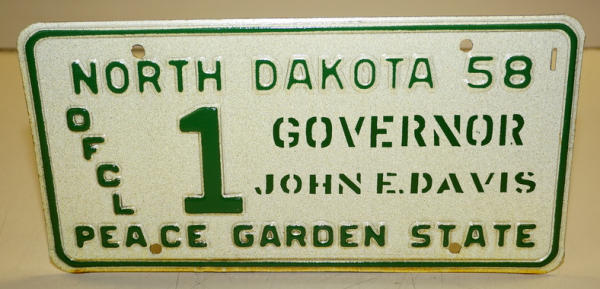 NORTH DAKOTA 58
OFCL
1
GOVERNOR
JOHN E. DAVIS
PEACE GARDEN STATE